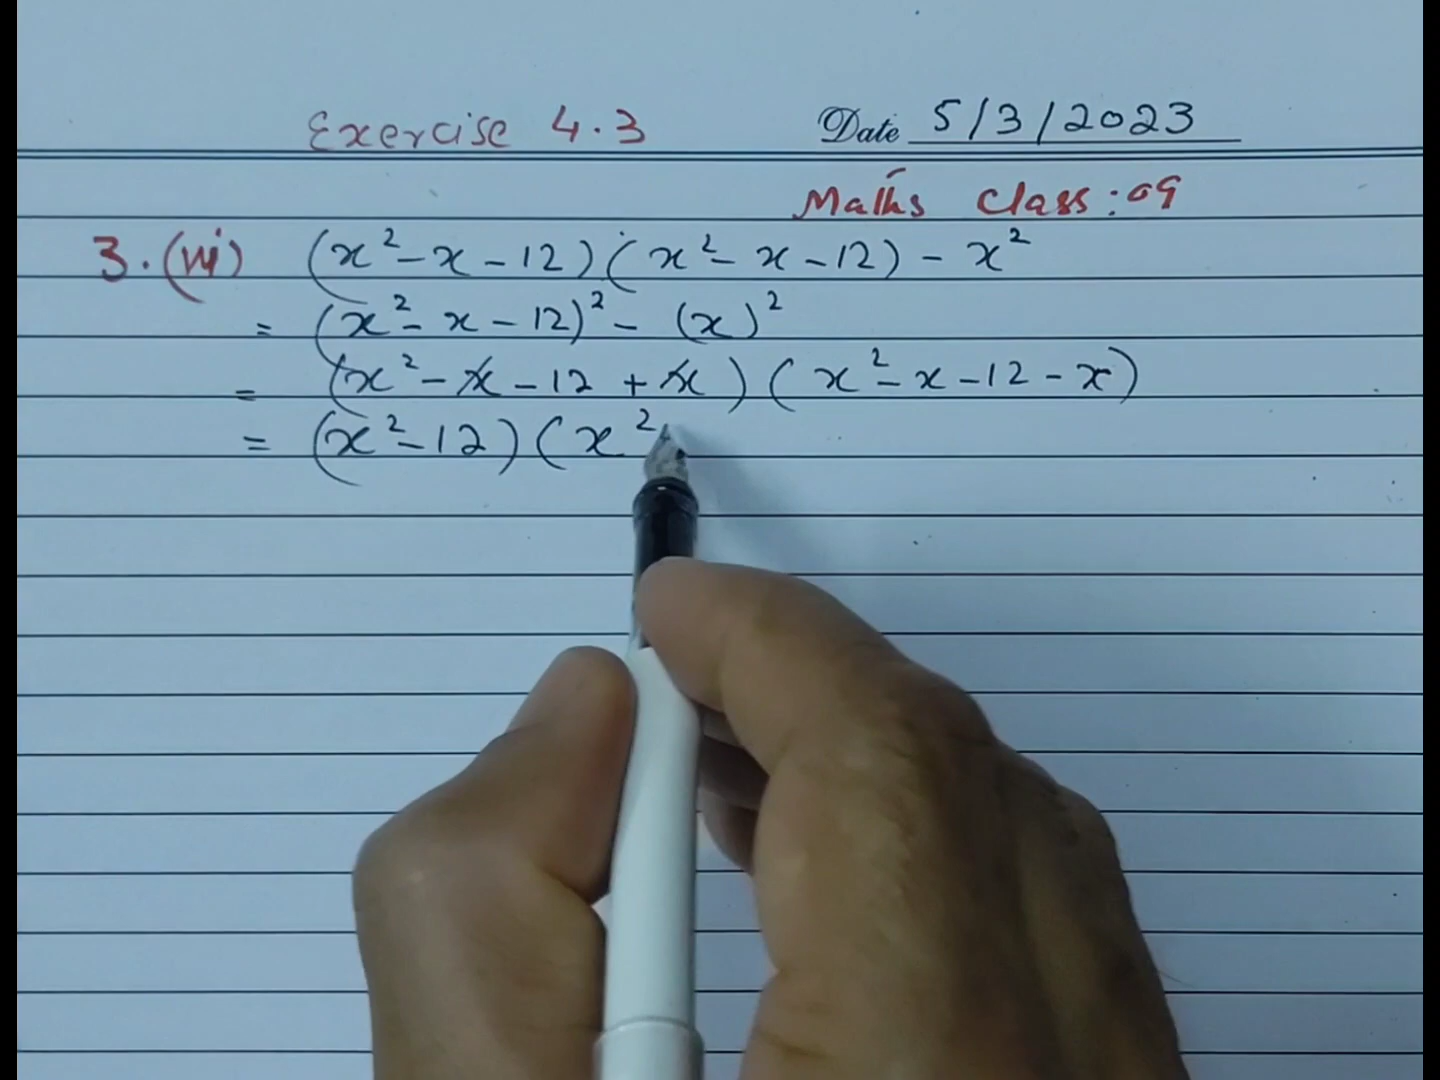 Exercise 4.3 Date 5/3/2023
Maths Class: 09
3. (vi) (x² - x - 12)(x² - x - 12) - x²
= (x² - x - 12)² - (x)²
= (x² - x - 12 + x)(x² - x - 12 - x)
= (x² - 12)(x²